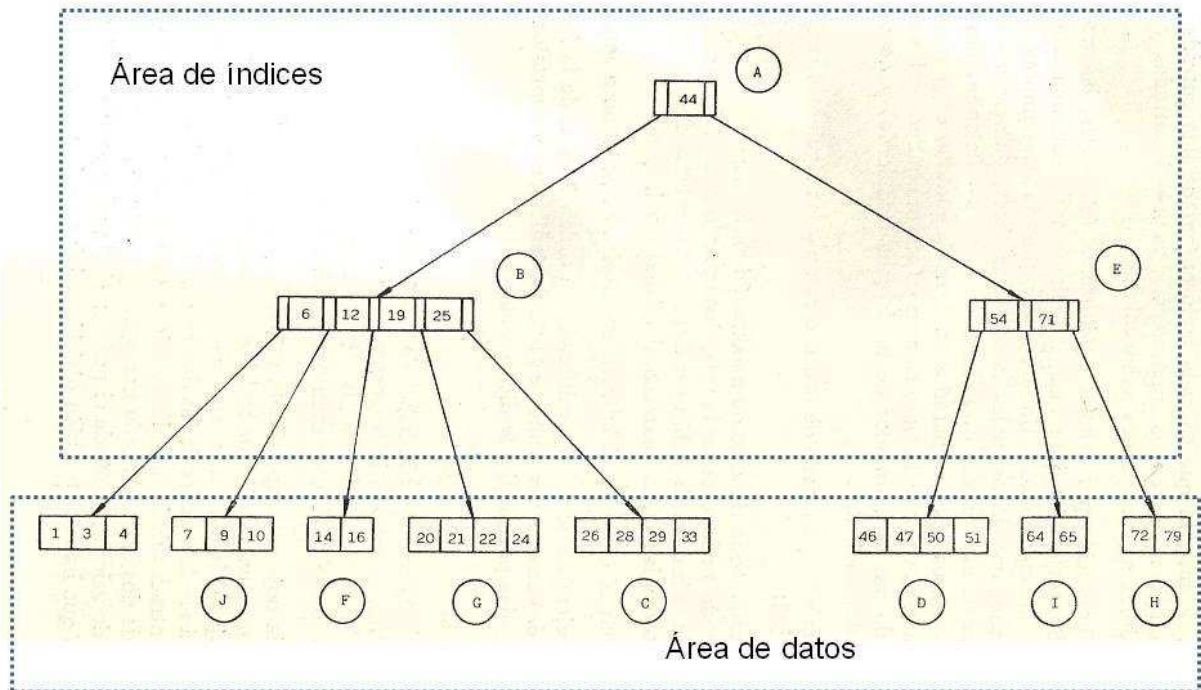 Área de índices
A
44
B
E
6 12 19 25
54 71
1 3 4
7 9 10
14 16
20 21 22 24
26 28 29 33
46 47 50 51
64 65
72 79
J
F
G
C
D
I
H
Área de datos